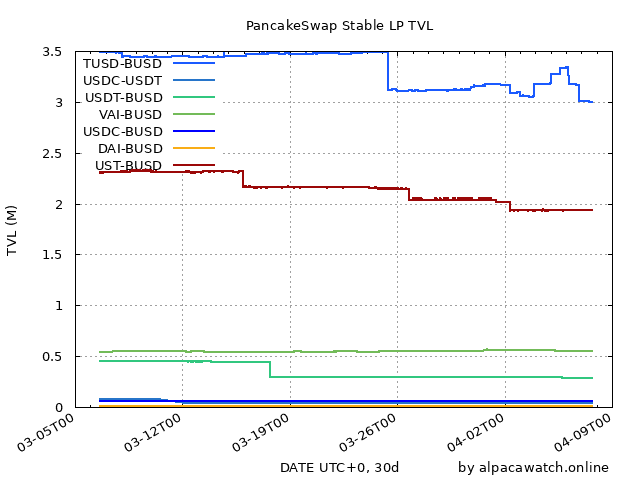 PancakeSwap Stable LP TVL
TVL (M)
3.5
3
2.5
2
1.5
1
0.5
0
TUSD-BUSD
USDC-USDT
USDT-BUSD
VAI-BUSD
USDC-BUSD
DAI-BUSD
UST-BUSD
03-05T00
03-12T00
03-19T00
03-26T00
04-02T00
04-09T00
DATE UTC+0, 30d
by alpacawatch.online